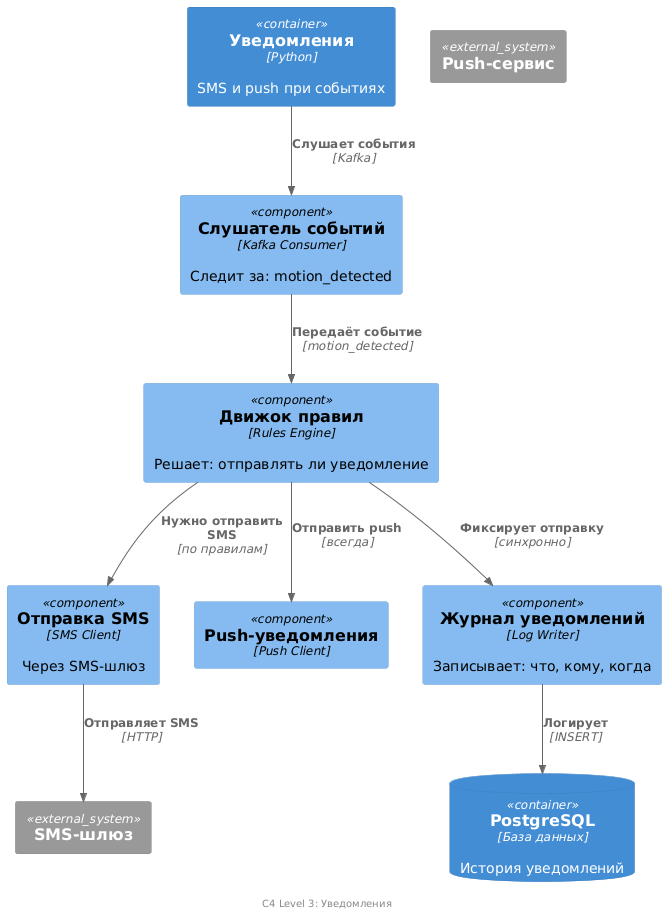 «container»
Уведомления
[Python]
SMS и push при событиях
«external_system»
Push-сервис
Слушает события
[Kafka]
«component»
Слушатель событий
[Kafka Consumer]
Следит за: motion_detected
Передаёт событие
[motion_detected]
«component»
Движок правил
[Rules Engine]
Решает: отправлять ли уведомление
Нужно отправить
SMS
[по правилам]
Отправить push
[всегда]
Фиксирует отправку
[синхронно]
«component»
Отправка SMS
[SMS Client]
Через SMS-шлюз
«component»
Push-уведомления
[Push Client]
«component»
Журнал уведомлений
[Log Writer]
Записывает: что, кому, когда
Отправляет SMS
[HTTP]
Логирует
[INSERT]
«external_system»
SMS-шлюз
«container»
PostgreSQL
[База данных]
История уведомлений
C4 Level 3: Уведомления